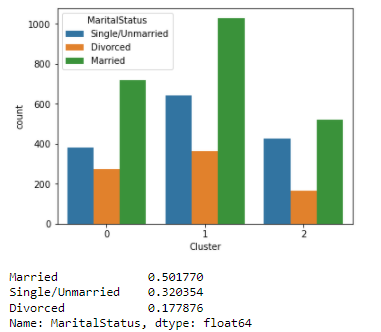 MaritalStatus
Single/Unmarried
Divorced
Married
1000
800
600
400
200
0
count
0 1 2
Cluster
Married 0.501770
Single/Unmarried 0.320354
Divorced 0.177876
Name: MaritalStatus, dtype: float64